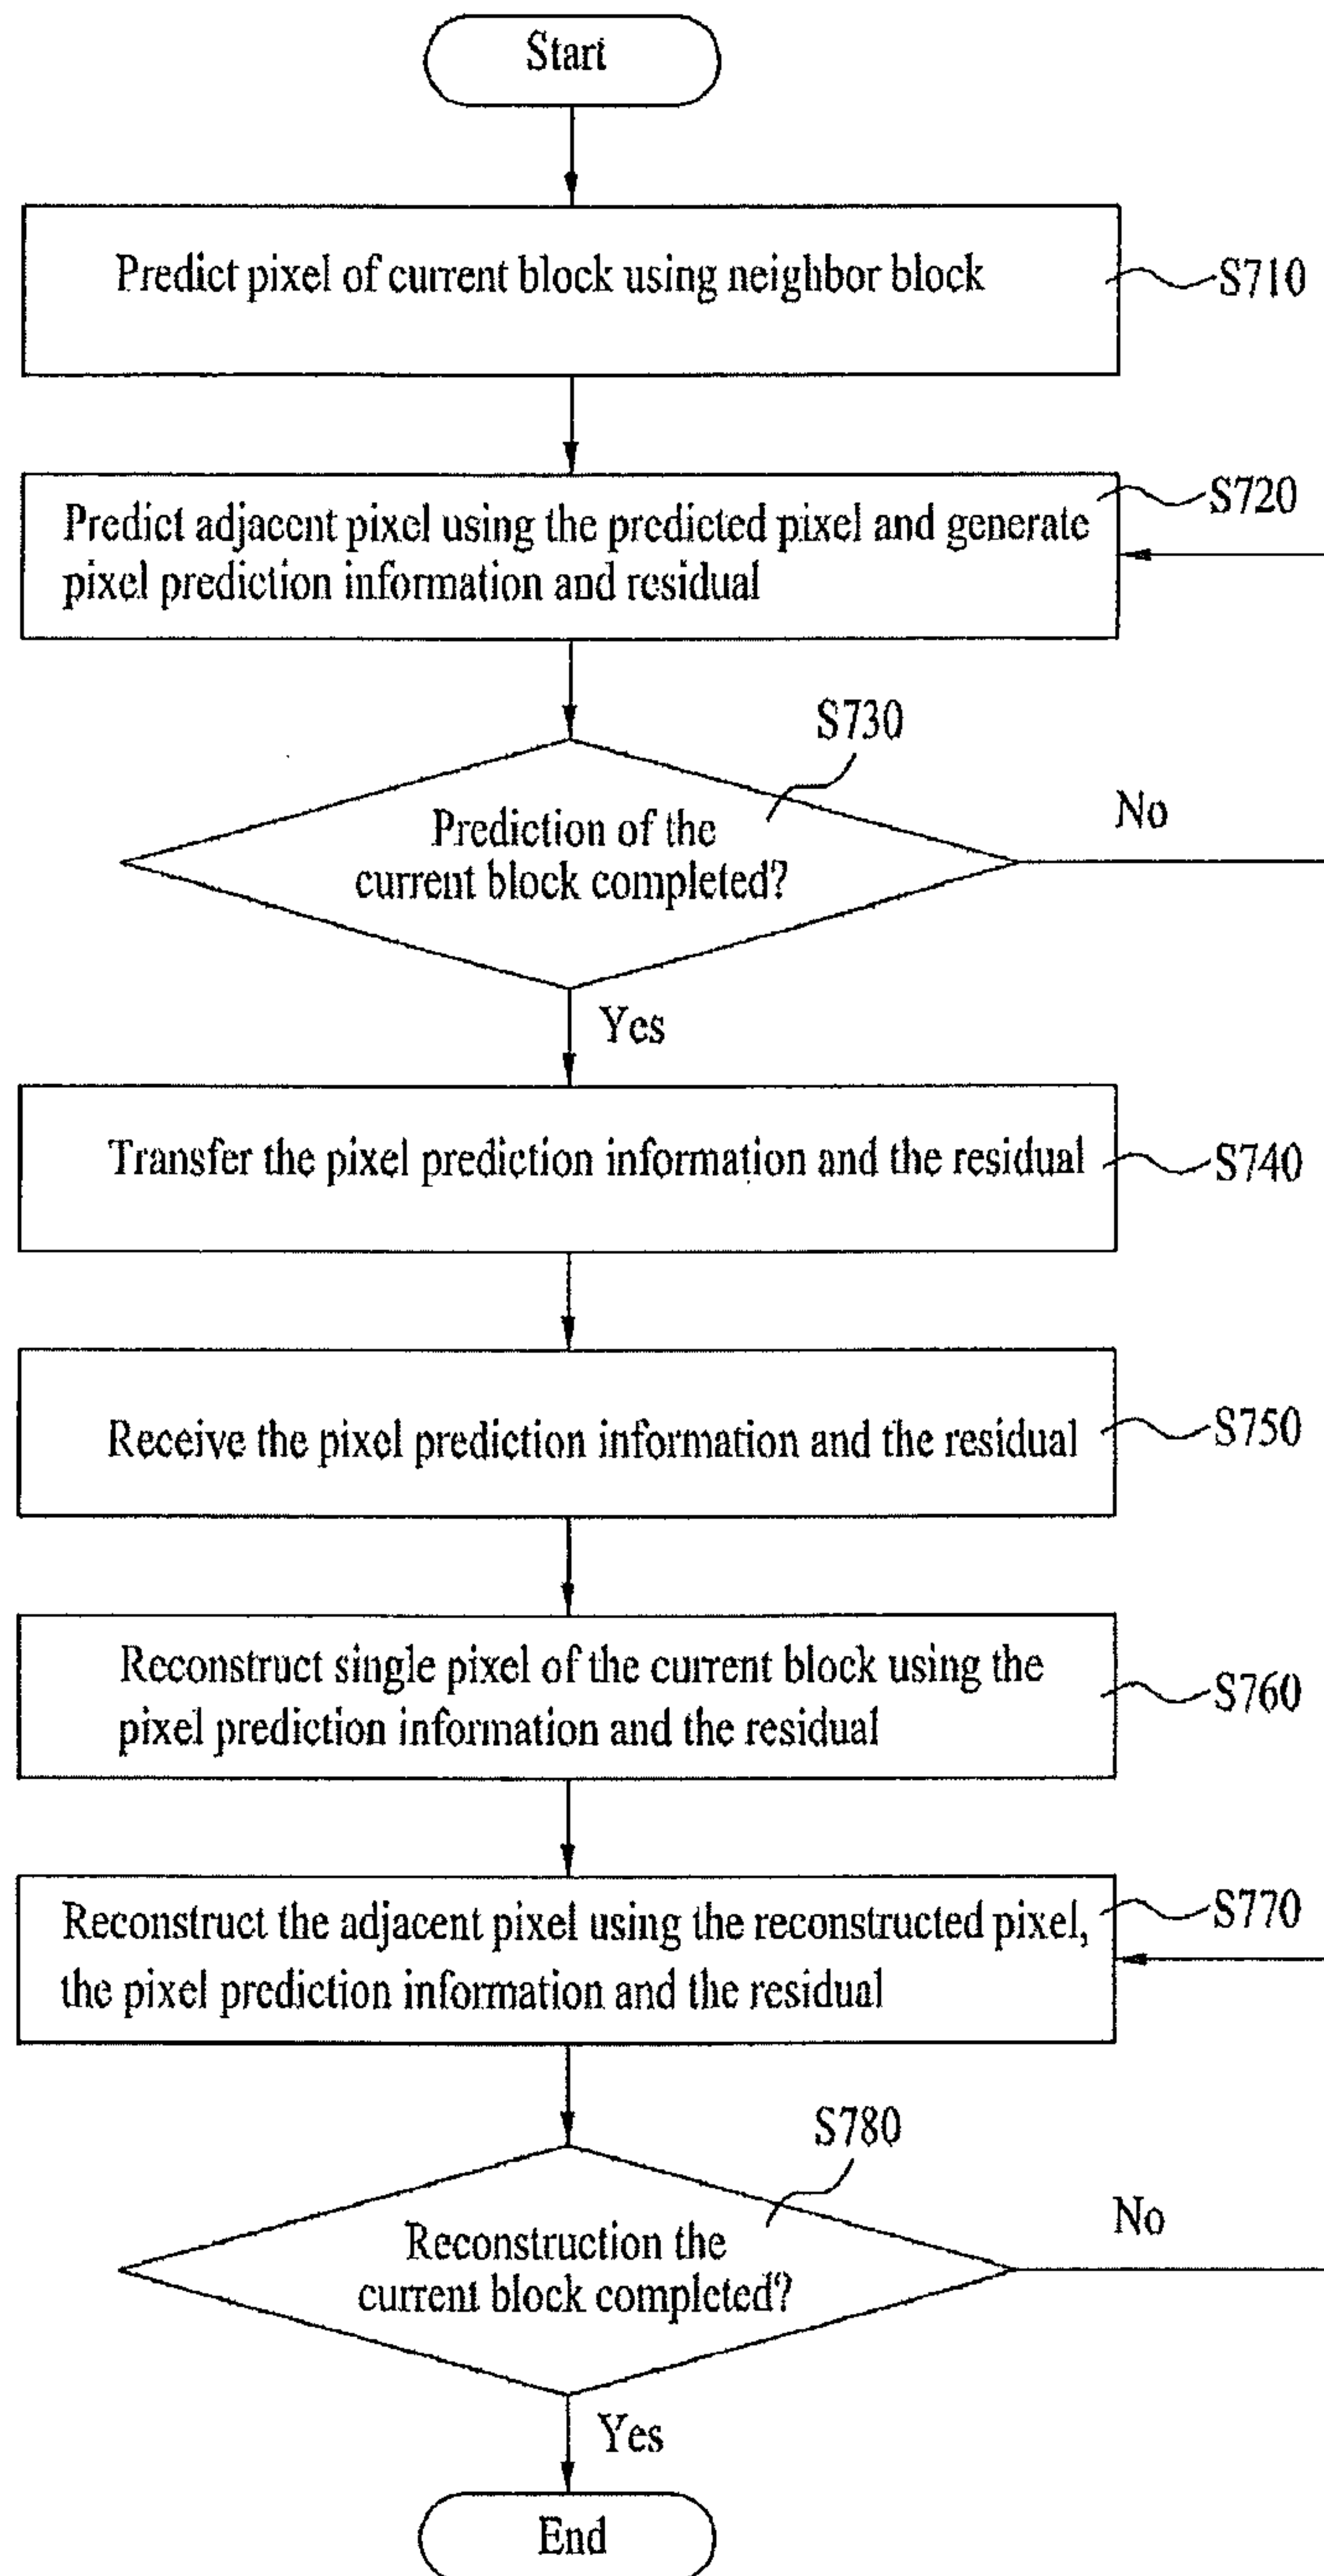 Start
Predict pixel of current block using neighbor block
S710
Predict adjacent pixel using the predicted pixel and generate
pixel prediction information and residual
S720
S730
Prediction of the
current block completed?
No
Yes
Transfer the pixel prediction information and the residual
S740
Receive the pixel prediction information and the residual
S750
Reconstruct single pixel of the current block using the
pixel prediction information and the residual
S760
Reconstruct the adjacent pixel using the reconstructed pixel,
the pixel prediction information and the residual
S770
S780
Reconstruction the
current block completed?
No
Yes
End